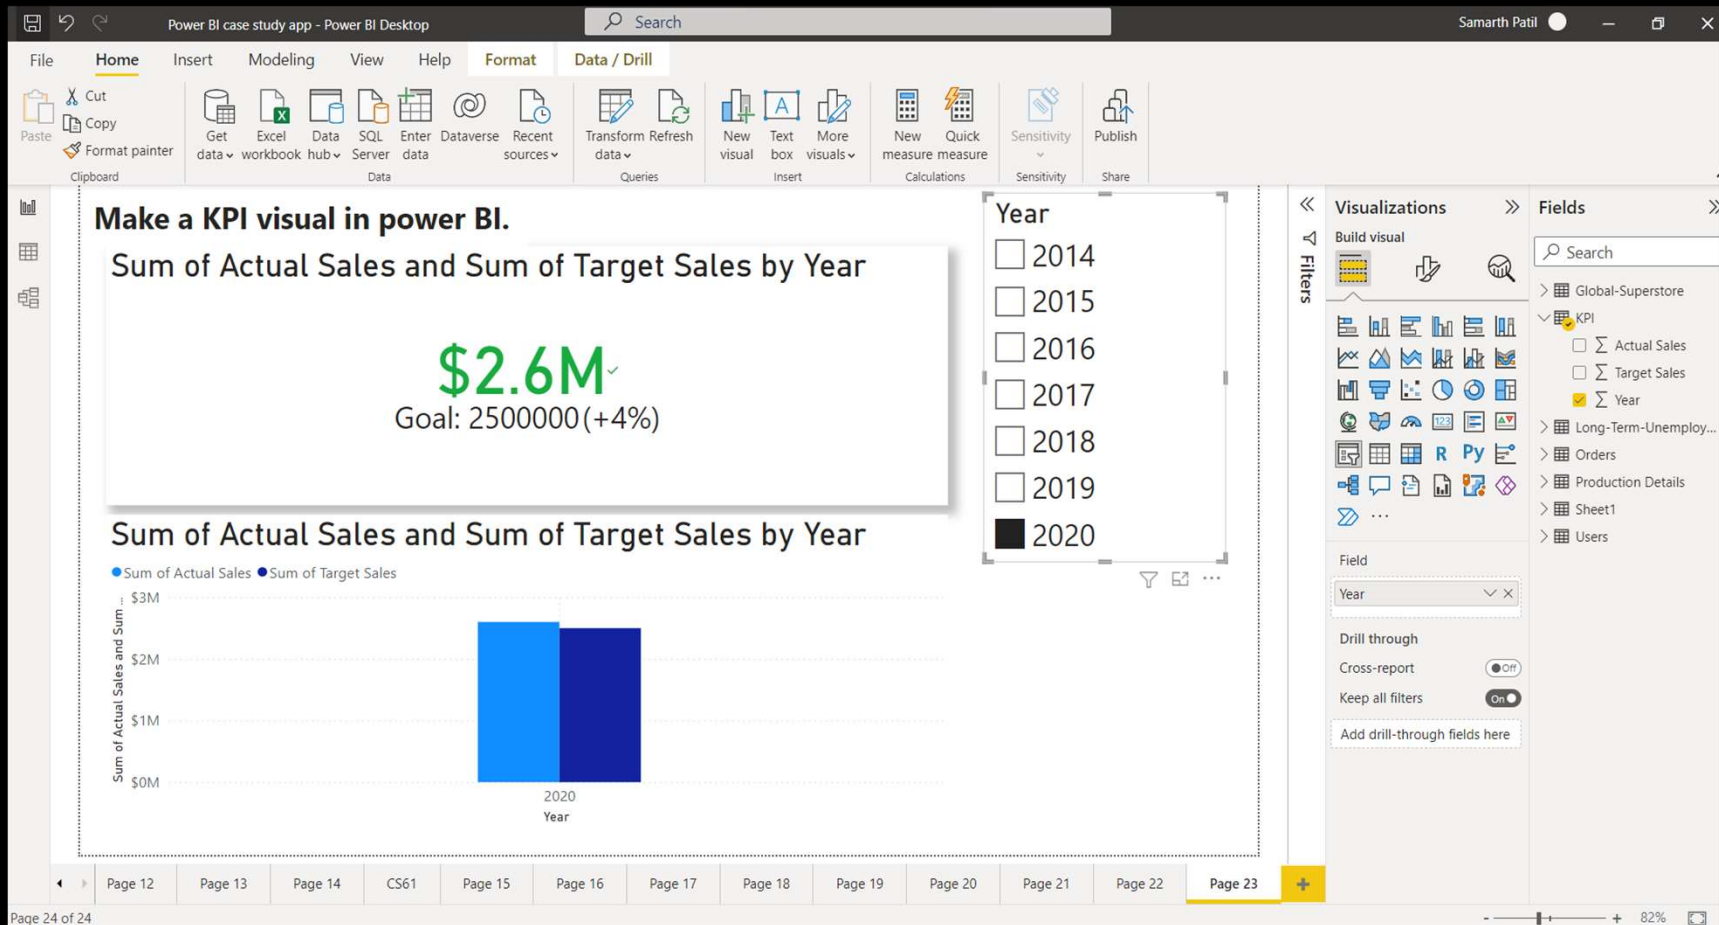 Power BI case study app - Power BI Desktop
Search
Samarth Patil
File Home Insert Modeling View Help Format Data / Drill
Paste
Cut
Copy
Format painter
Clipboard
Get data
Excel workbook
Data hub
SQL Server
Enter data
Dataverse
Recent sources
Data
Transform data
Refresh
Queries
New visual
Text box
More visuals
Insert
New measure
Quick measure
Calculations
Sensitivity
Sensitivity
Publish
Share
Make a KPI visual in power BI.
Sum of Actual Sales and Sum of Target Sales by Year
$2.6M
Goal: 2500000 (+4%)
Sum of Actual Sales and Sum of Target Sales by Year
Sum of Actual Sales Sum of Target Sales
Sum of Actual Sales and Sum ...
$3M
$2M
$1M
$0M
2020
Year
Year
2014
2015
2016
2017
2018
2019
2020
Filters
Visualizations
Build visual
123
R Py
Field
Year
Drill through
Cross-report
Off
Keep all filters
On
Add drill-through fields here
Fields
Search
Global-Superstore
KPI
Actual Sales
Target Sales
Year
Long-Term-Unemploy...
Orders
Production Details
Sheet1
Users
Page 12 Page 13 Page 14 CS61 Page 15 Page 16 Page 17 Page 18 Page 19 Page 20 Page 21 Page 22 Page 23
Page 24 of 24
82%